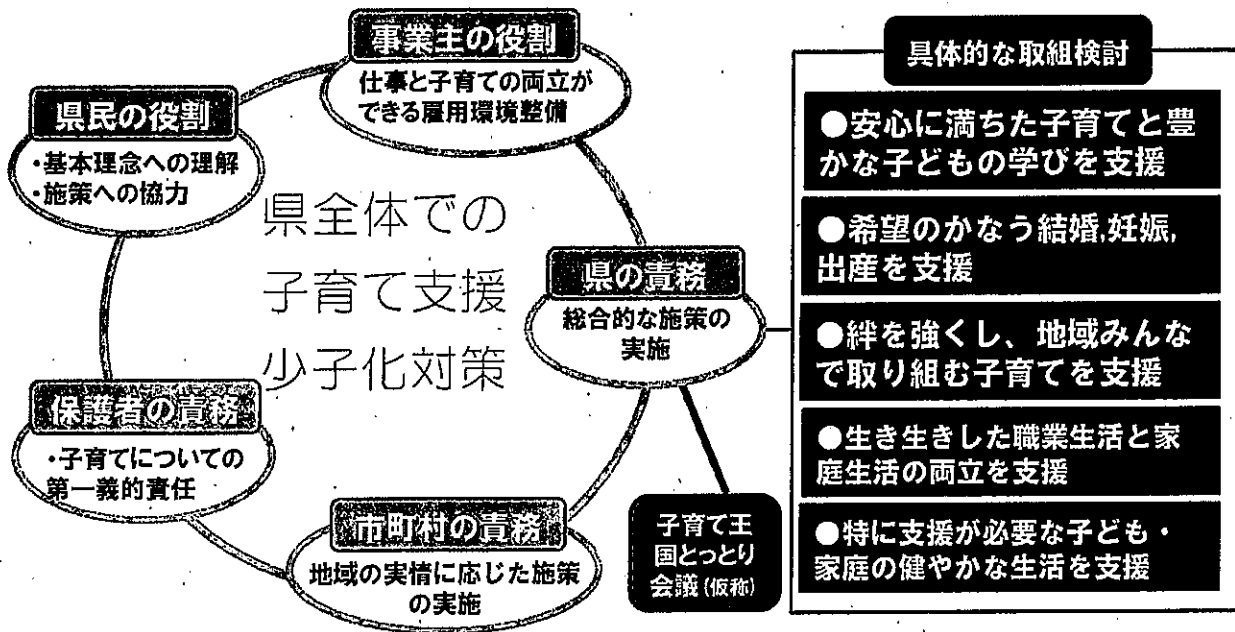 事業主の役割
仕事と子育ての両立が
できる雇用環境整備
県民の役割
・基本理念への理解
・施策への協力
県全体での
子育て支援
少子化対策
県の責務
総合的な施策の
実施
保護者の責務
・子育てについての
第一義的責任
市町村の責務
地域の実情に応じた施策
の実施
子育て王
国とっとり
会議(仮称)
具体的な取組検討
●安心に満ちた子育てと豊
かな子どもの学びを支援
●希望のかなう結婚,妊娠,
出産を支援
●絆を強くし、地域みんな
で取り組む子育てを支援
●生き生きした職業生活と家
庭生活の両立を支援
●特に支援が必要な子ども・
家庭の健やかな生活を支援